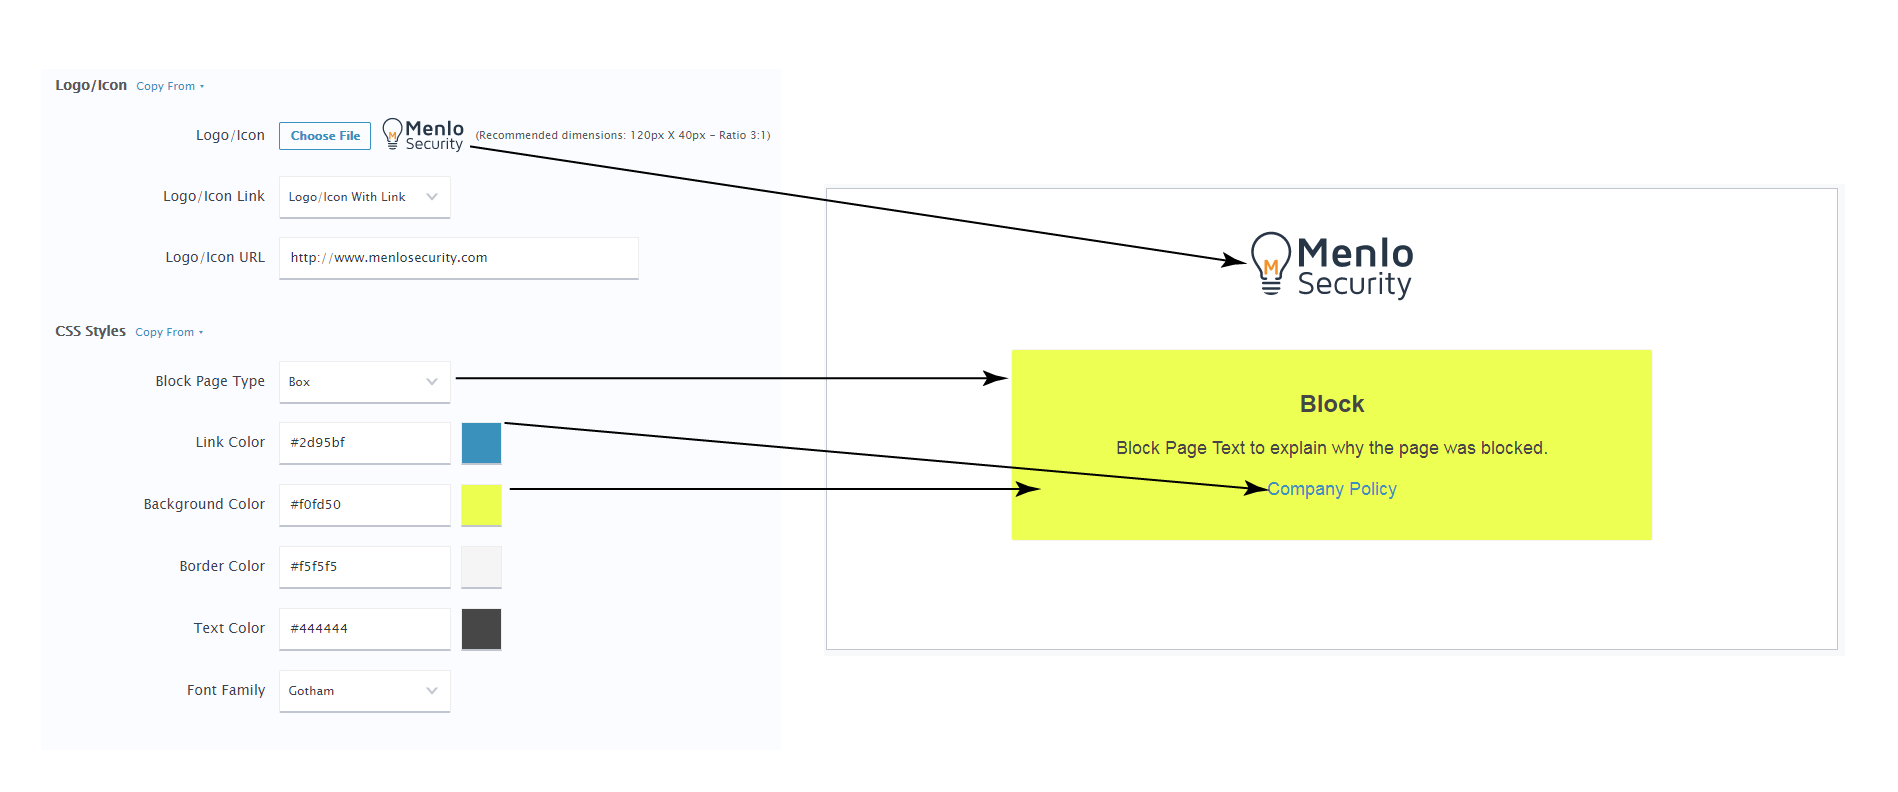 Logo/Icon Copy From
Logo/Icon Choose File Menlo Security (Recommended dimensions: 120px X 40px - Ratio 3:1)
Logo/Icon Link Logo/Icon With Link
Logo/Icon URL http://www.menlosecurity.com
CSS Styles Copy From
Block Page Type Box
Link Color #2d95bf
Background Color #f0fd50
Border Color #f5f5f5
Text Color #444444
Font Family Gotham
Menlo
Security
Block
Block Page Text to explain why the page was blocked.
Company Policy